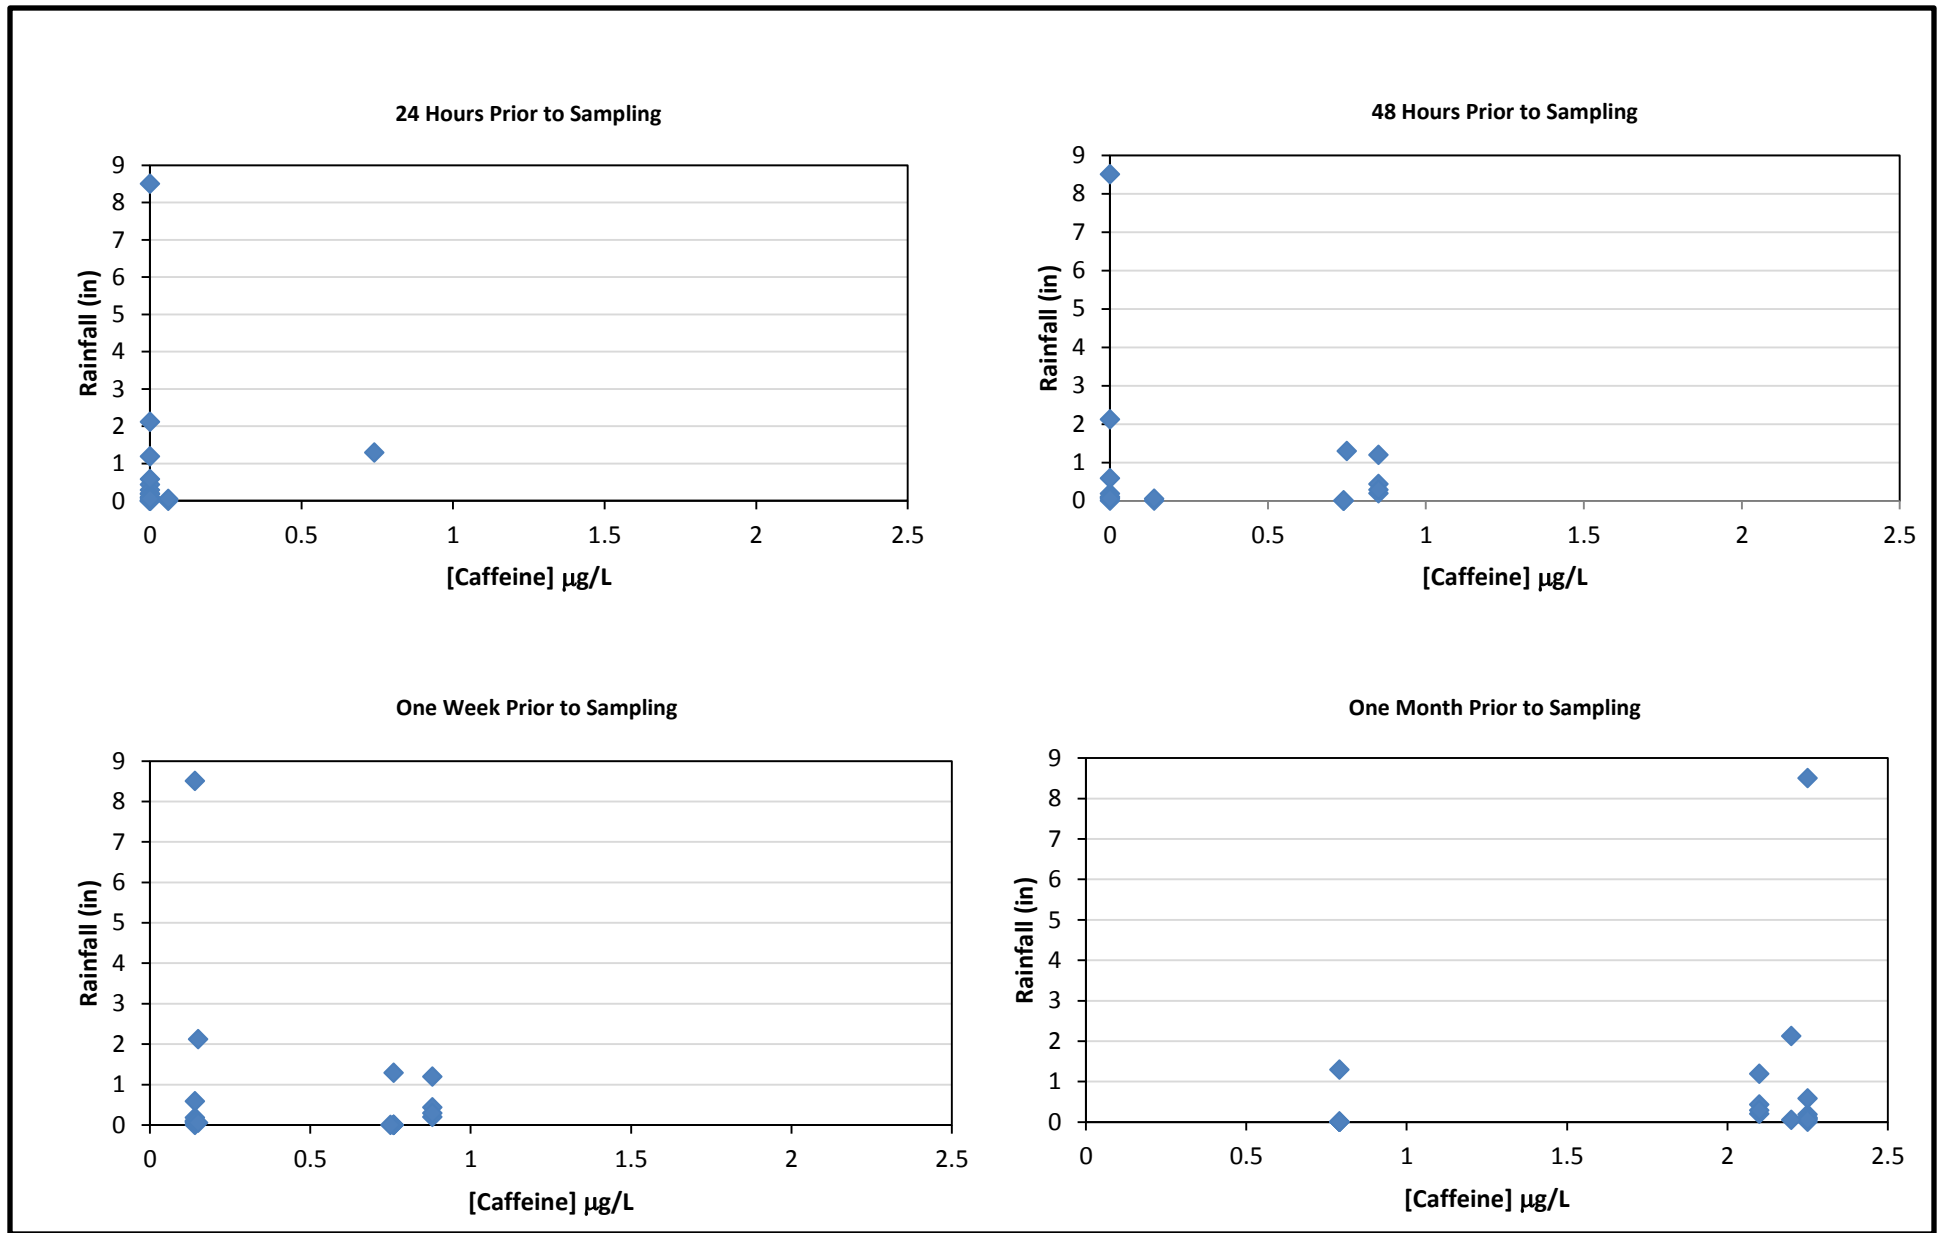 24 Hours Prior to Sampling
9
8
7
6
5
4
3
2
1
0
Rainfall (in)
0 0.5 1 1.5 2 2.5
[Caffeine] µg/L
48 Hours Prior to Sampling
9
8
7
6
5
4
3
2
1
0
Rainfall (in)
0 0.5 1 1.5 2 2.5
[Caffeine] µg/L
One Week Prior to Sampling
9
8
7
6
5
4
3
2
1
0
Rainfall (in)
0 0.5 1 1.5 2 2.5
[Caffeine] µg/L
One Month Prior to Sampling
9
8
7
6
5
4
3
2
1
0
Rainfall (in)
0 0.5 1 1.5 2 2.5
[Caffeine] µg/L